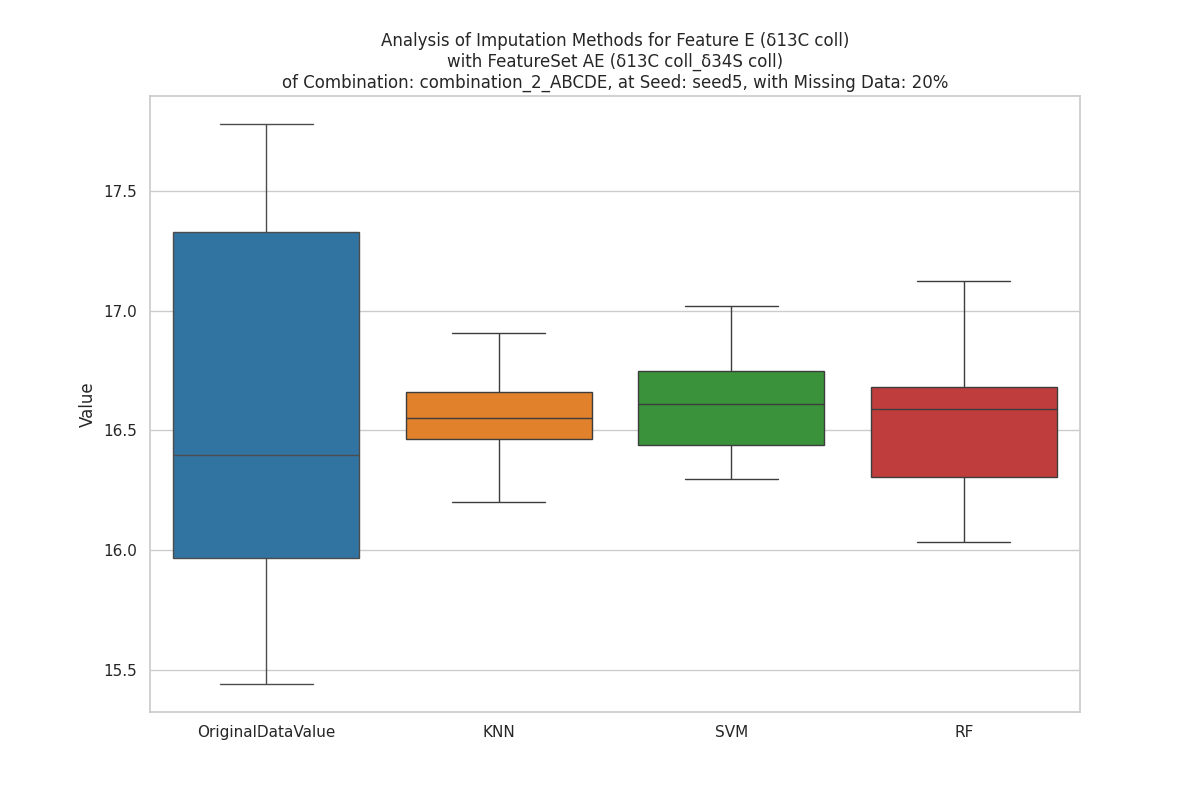 Analysis of Imputation Methods for Feature E (δ13C coll)
with FeatureSet AE (δ13C coll_δ34S coll)
of Combination: combination_2_ABCDE, at Seed: seed5, with Missing Data: 20%
Value
17.5
17.0
16.5
16.0
15.5
OriginalDataValue
KNN
SVM
RF